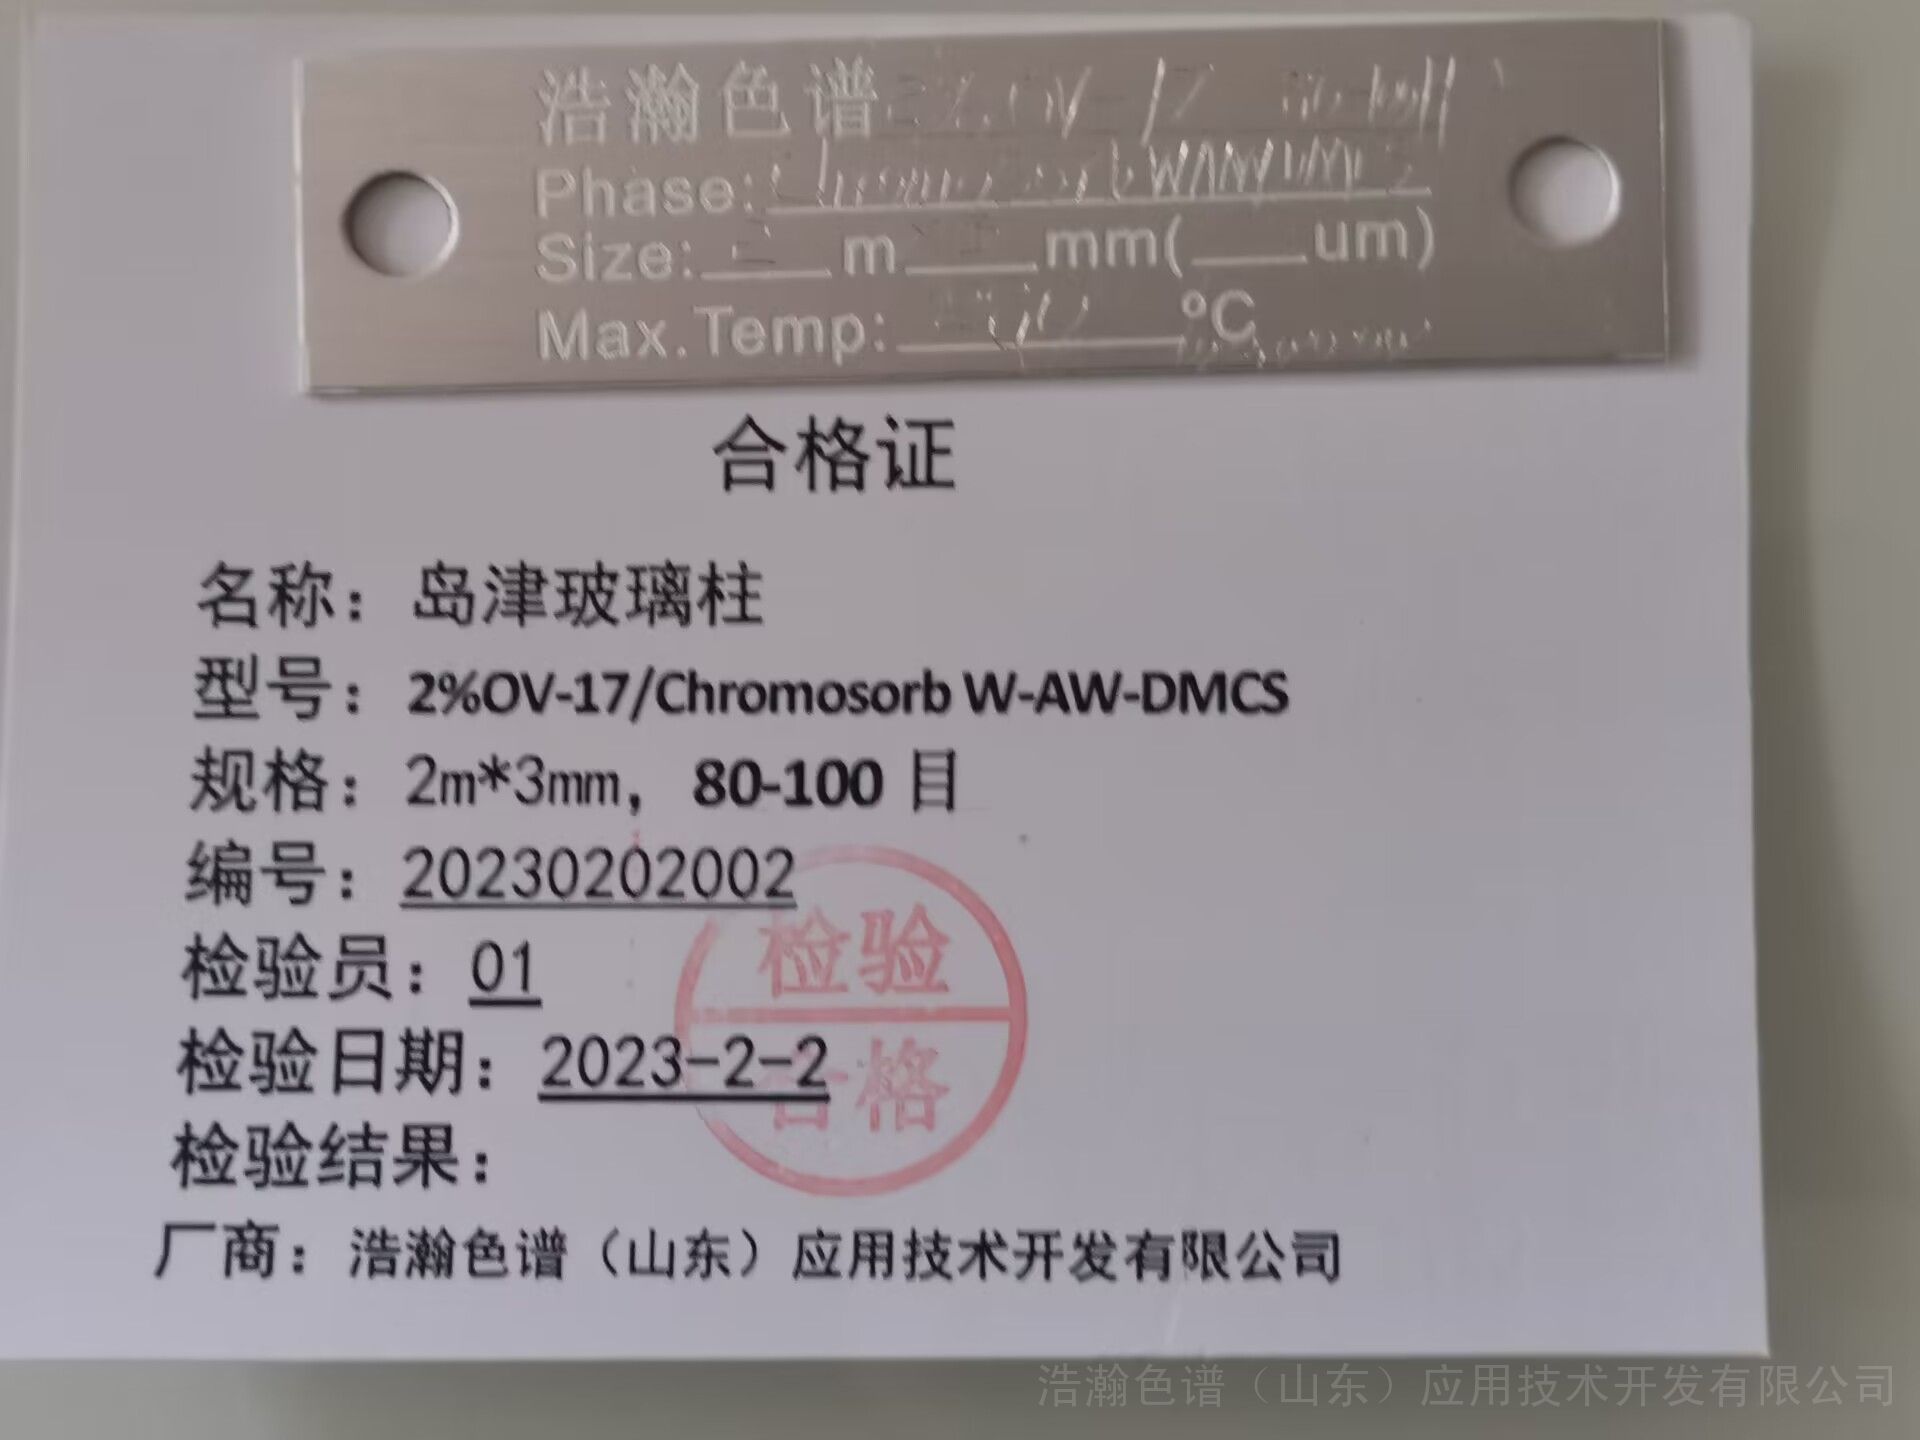 浩瀚色谱 2%OV-17
Phase:
Size: m mm( um)
Max.Temp: °C
合格证
名称：岛津玻璃柱
型号：2%OV-17/Chromosorb W-AW-DMCS
规格：2m*3mm，80-100 目
编号：20230202002
检验员：01
检验日期：2023-2-2
检验结果：
检验
合格
厂商：浩瀚色谱（山东）应用技术开发有限公司
浩瀚色谱（山东）应用技术开发有限公司